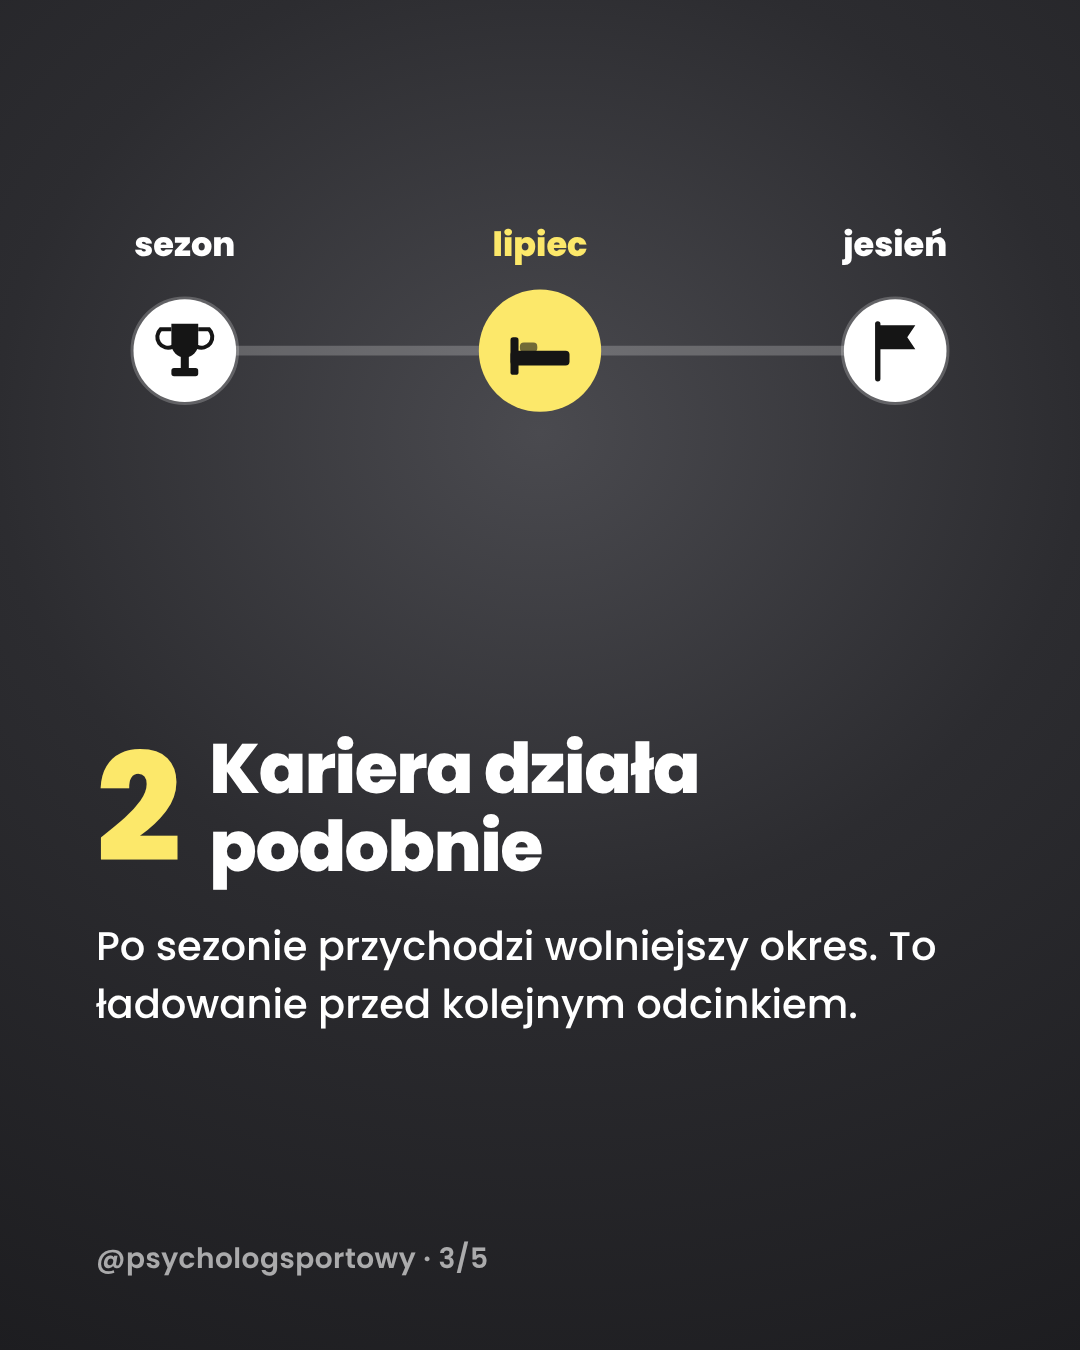 sezon
lipiec
jesień
2
Kariera działa
podobnie
Po sezonie przychodzi wolniejszy okres. To
ładowanie przed kolejnym odcinkiem.
@psychologsportowy · 3/5